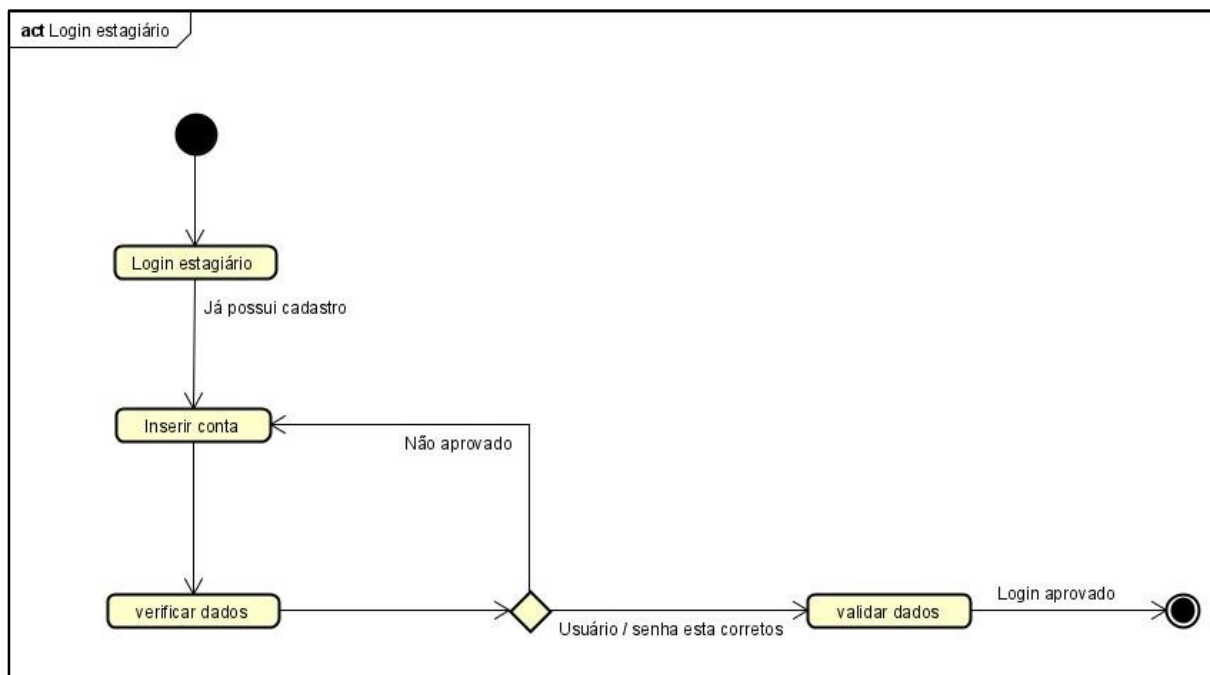 act Login estagiário
Login estagiário
Já possui cadastro
Inserir conta
Não aprovado
verificar dados
Usuário / senha esta corretos
validar dados
Login aprovado